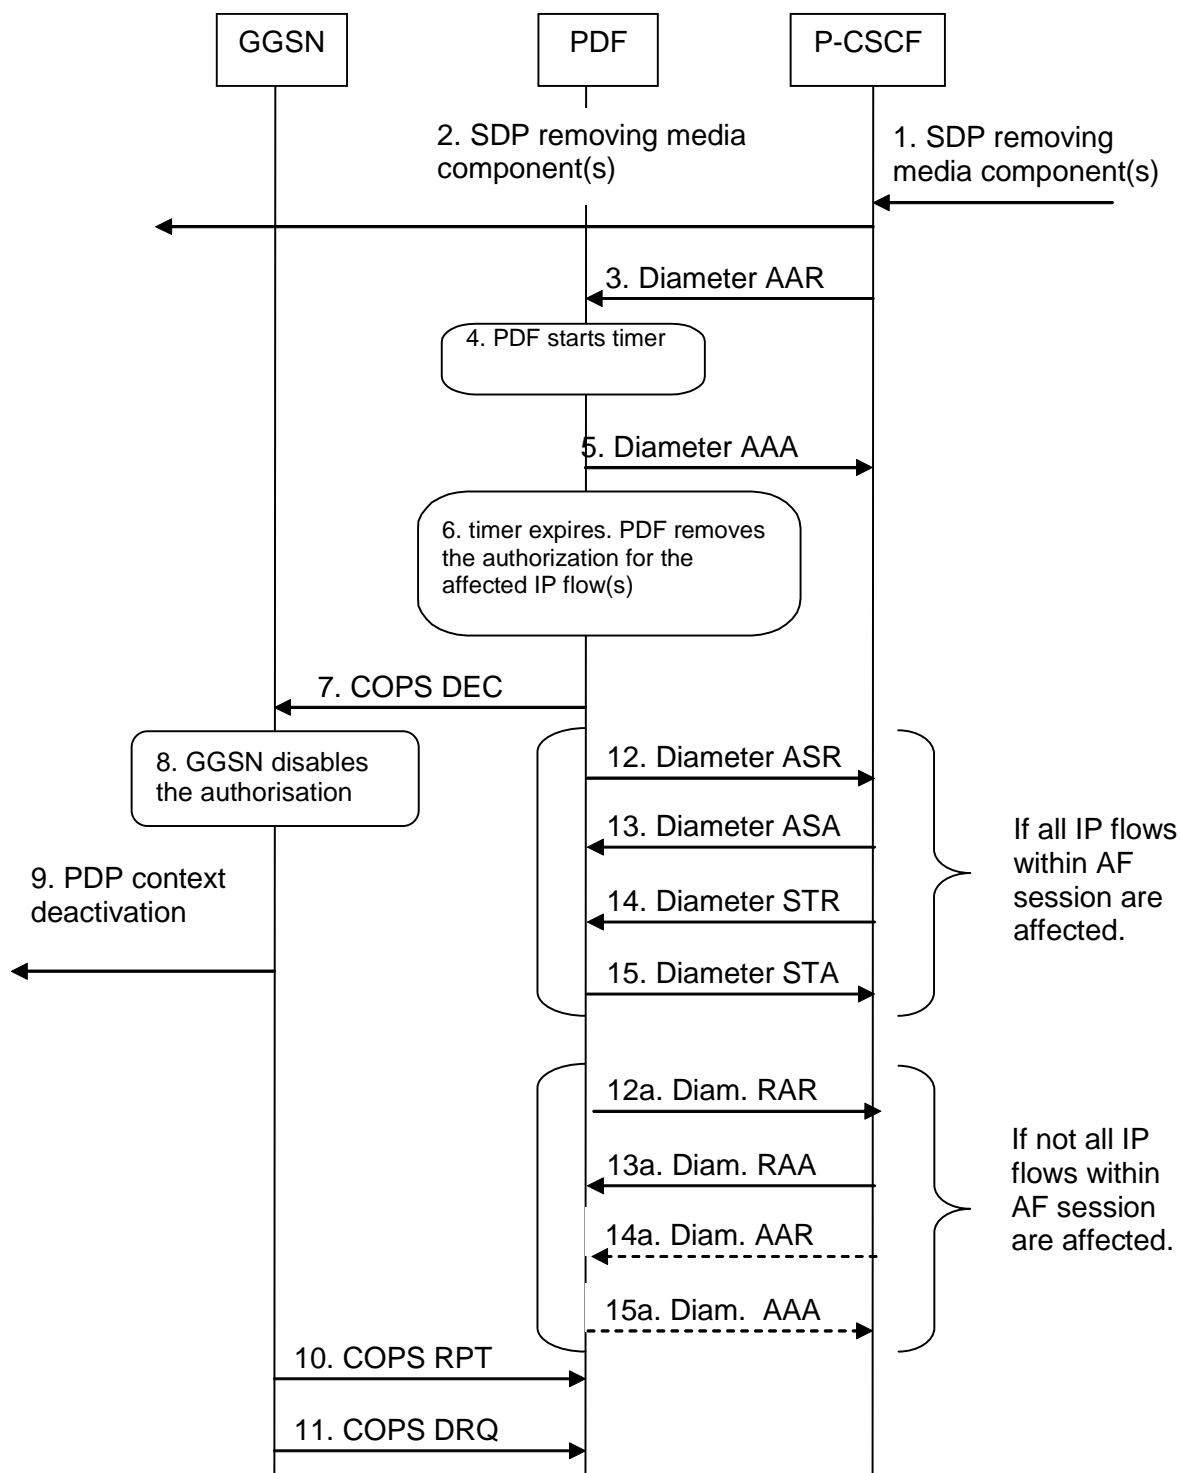 GGSN
PDF
P-CSCF
2. SDP removing media
component(s)
1. SDP removing
media component(s)
3. Diameter AAR
4. PDF starts timer
5. Diameter AAA
6. timer expires. PDF removes
the authorization for the
affected IP flow(s)
7. COPS DEC
8. GGSN disables
the authorisation
12. Diameter ASR
13. Diameter ASA
14. Diameter STR
15. Diameter STA
If all IP flows
within AF
session are
affected.
9. PDP context
deactivation
12a. Diam. RAR
13a. Diam. RAA
14a. Diam. AAR
15a. Diam.  AAA
If not all IP
flows within
AF session
are affected.
10. COPS RPT
11. COPS DRQ